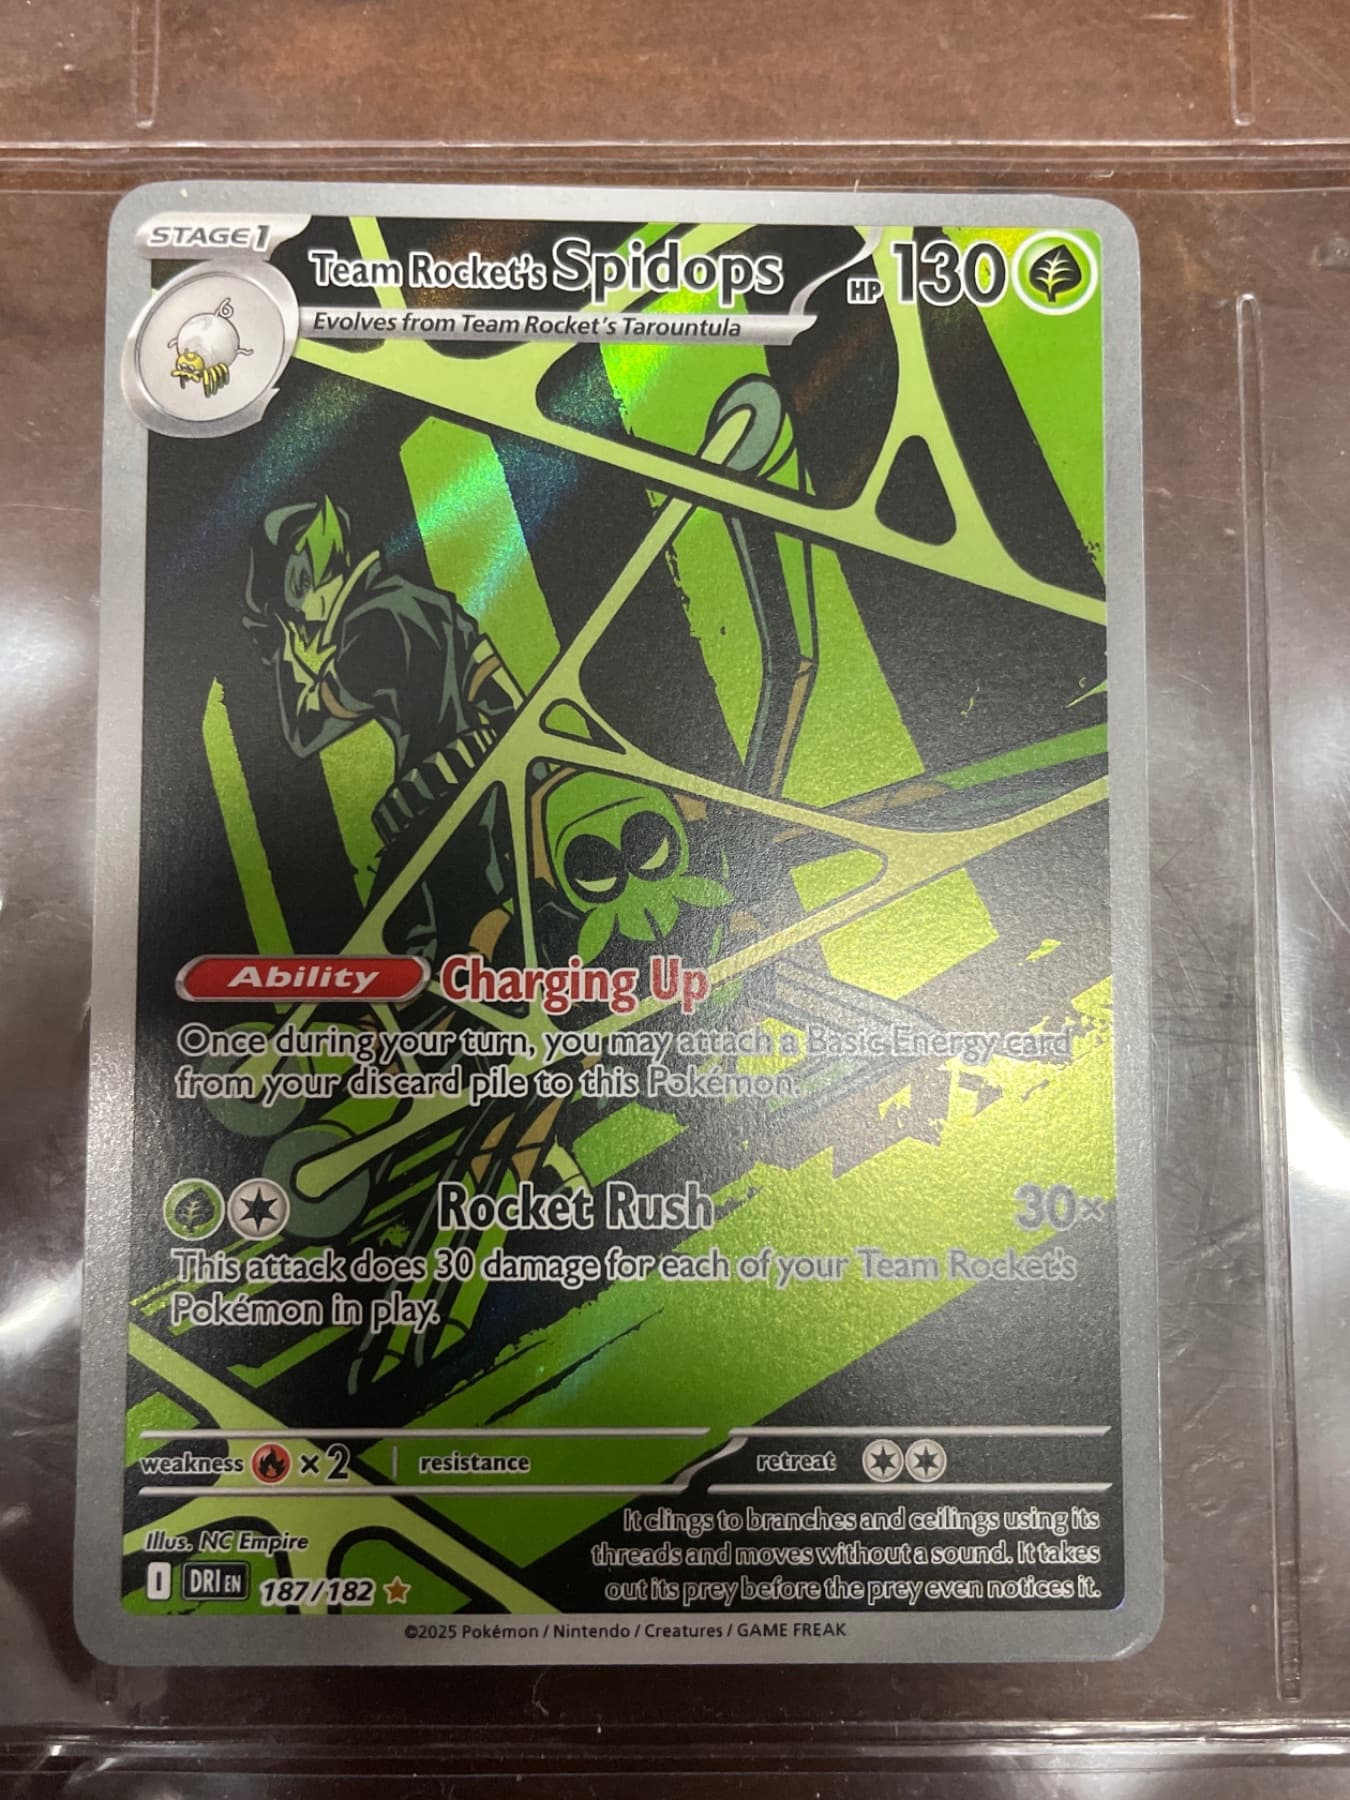 STAGE 1
Team Rocket's Spidops HP 130
Evolves from Team Rocket's Tarountula
Ability Charging Up
Once during your turn, you may attach a Basic Energy card
from your discard pile to this Pokémon.
Rocket Rush 30×
This attack does 30 damage for each of your Team Rocket's
Pokémon in play.
weakness ×2 resistance retreat
It clings to branches and ceilings using its
threads and moves without a sound. It takes
out its prey before the prey even notices it.
Illus. NC Empire
I DRI EN 187/182
©2025 Pokémon / Nintendo / Creatures / GAME FREAK